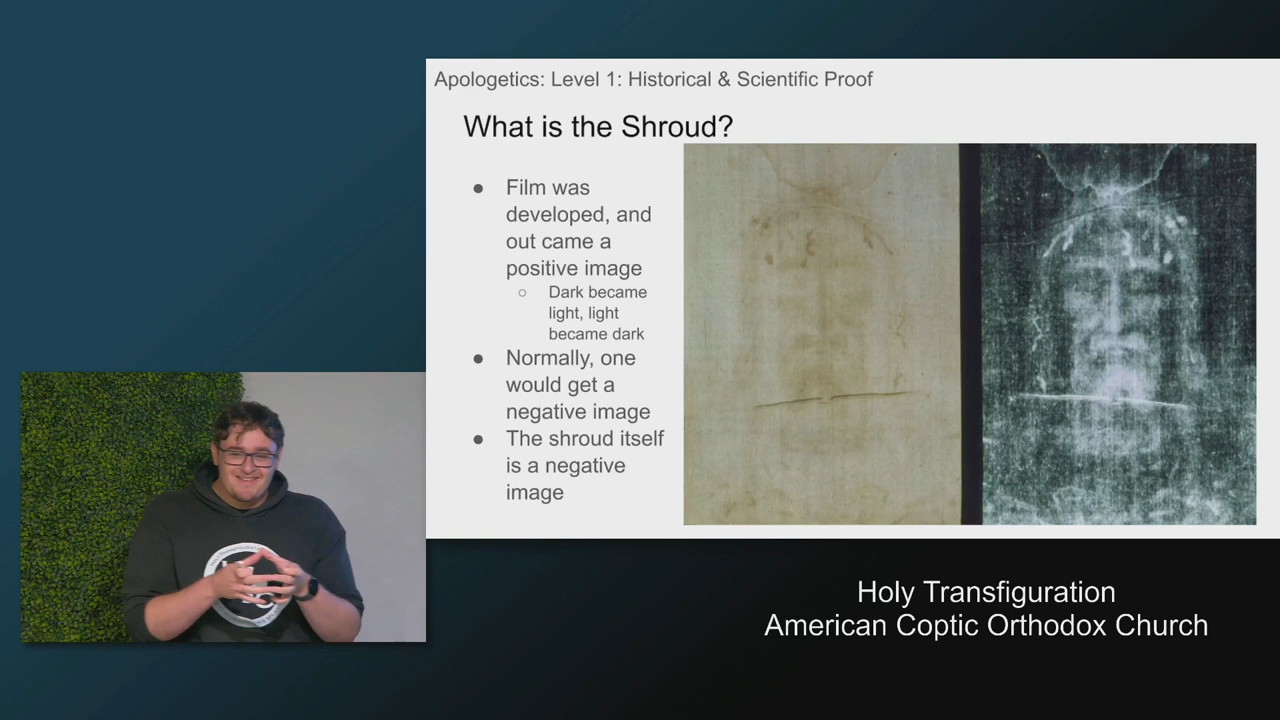 Apologetics: Level 1: Historical & Scientific Proof
What is the Shroud?
● Film was
developed, and
out came a
positive image
○ Dark became
light, light
became dark
● Normally, one
would get a
negative image
● The shroud itself
is a negative
image
Holy Transfiguration
American Coptic Orthodox Church